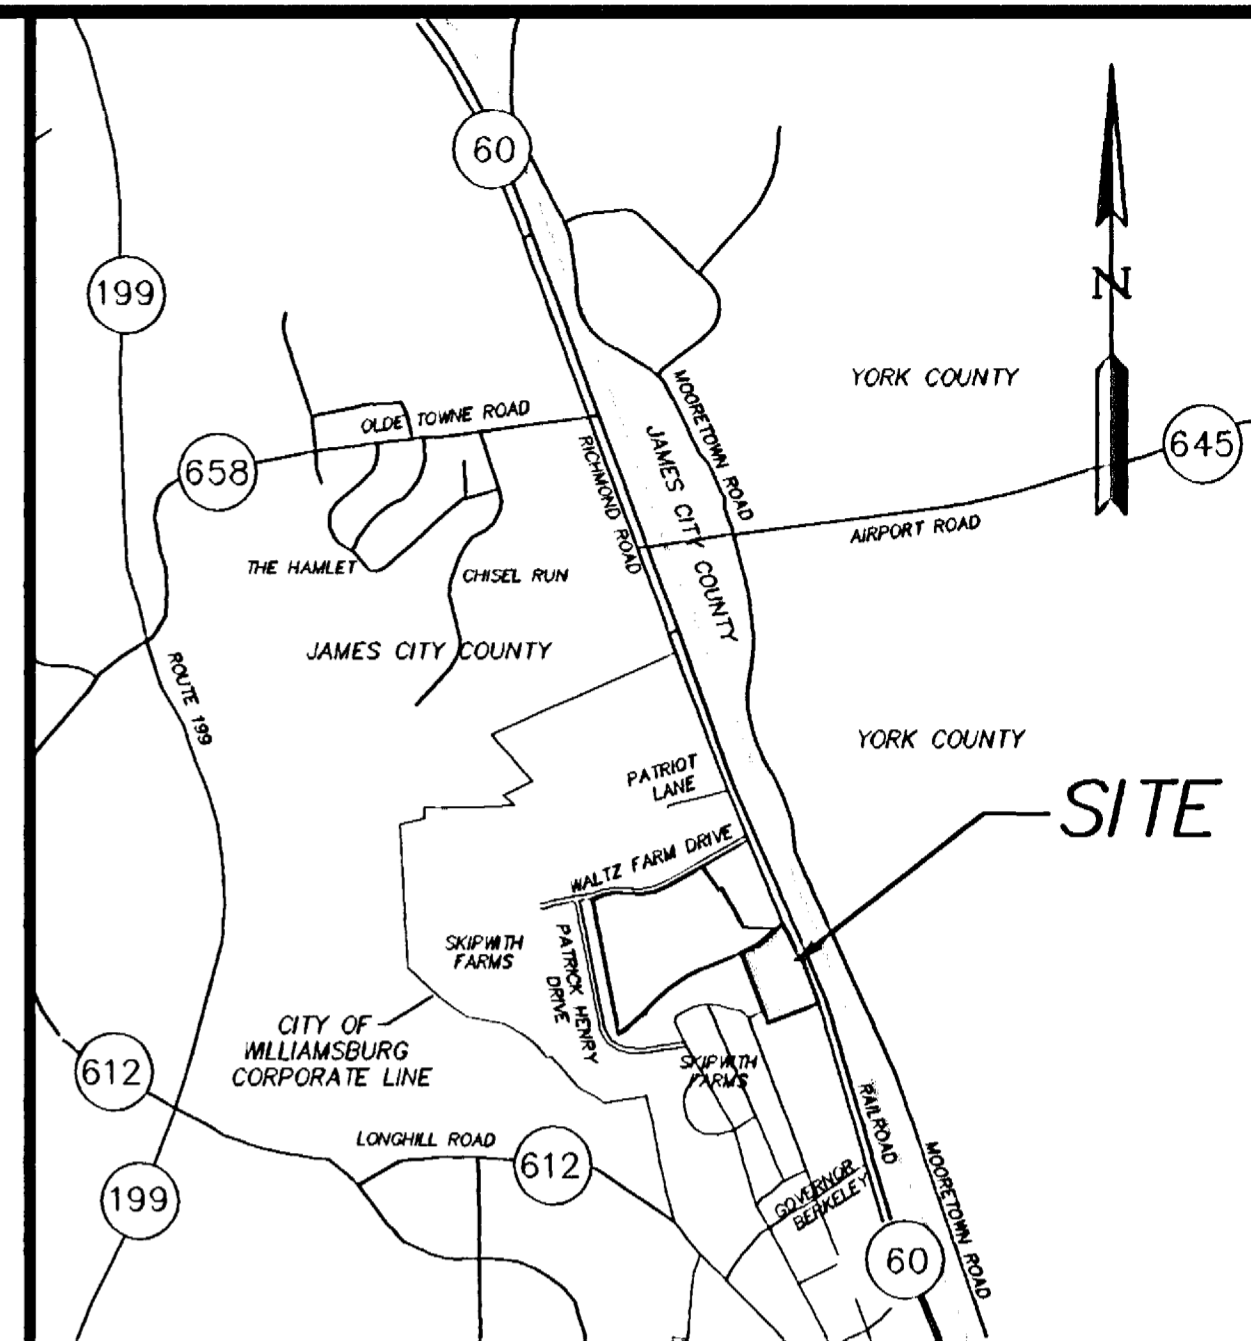 60
199
N
YORK COUNTY
MOORETOWN ROAD
OLDE TOWNE ROAD
645
658
RICHMOND ROAD
JAMES CITY COUNTY
AIRPORT ROAD
THE HAMLET
CHISEL RUN
JAMES CITY COUNTY
ROUTE 199
YORK COUNTY
PATRIOT
LANE
SITE
WALTZ FARM DRIVE
SKIPWITH
FARMS
PATRICK HENRY
DRIVE
CITY OF
WILLIAMSBURG
CORPORATE LINE
SKIPWITH
FARMS
612
RAILROAD
LONGHILL ROAD
612
MOORETOWN ROAD
199
GOVERNOR
BERKELEY
60